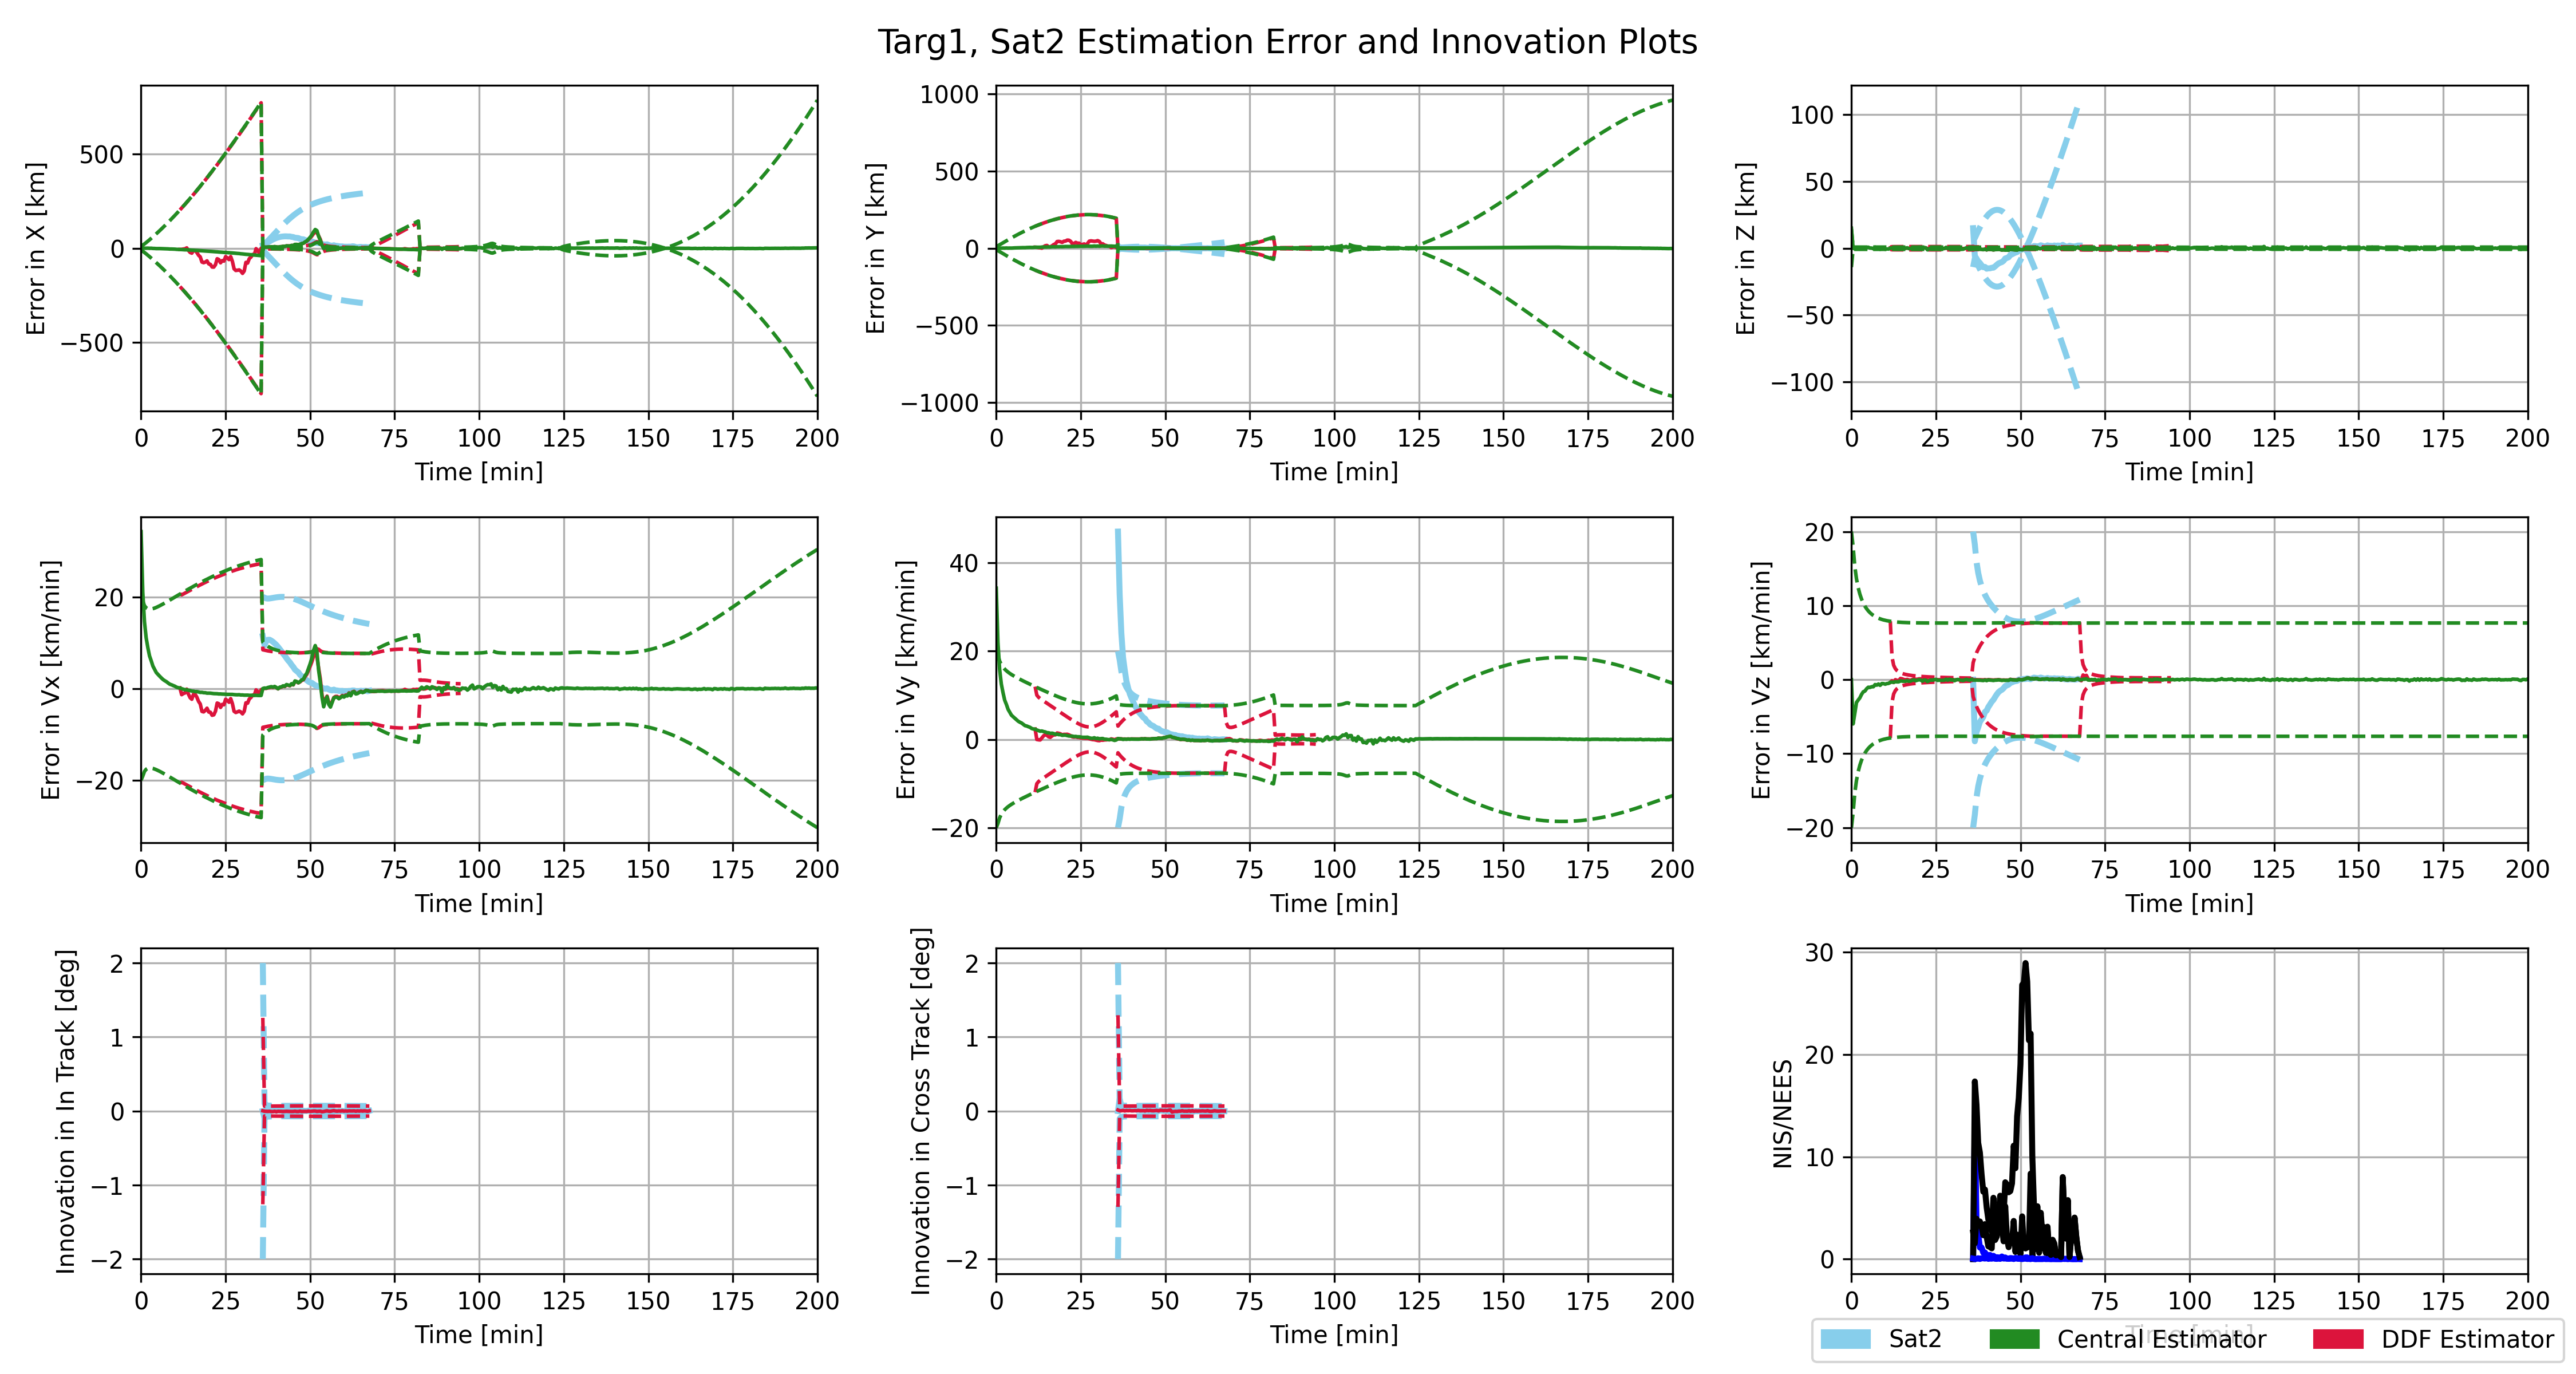 Targ1, Sat2 Estimation Error and Innovation Plots
Error in X [km]
500
0
−500
0 25 50 75 100 125 150 175 200
Time [min]
Error in Y [km]
1000
500
0
−500
−1000
0 25 50 75 100 125 150 175 200
Time [min]
Error in Z [km]
100
50
0
−50
−100
0 25 50 75 100 125 150 175 200
Time [min]
Error in Vx [km/min]
20
0
−20
0 25 50 75 100 125 150 175 200
Time [min]
Error in Vy [km/min]
40
20
0
−20
0 25 50 75 100 125 150 175 200
Time [min]
Error in Vz [km/min]
20
10
0
−10
−20
0 25 50 75 100 125 150 175 200
Time [min]
Innovation in In Track [deg]
2
1
0
−1
−2
0 25 50 75 100 125 150 175 200
Time [min]
Innovation in Cross Track [deg]
2
1
0
−1
−2
0 25 50 75 100 125 150 175 200
Time [min]
NIS/NEES
30
20
10
0
0 25 50 75 100 125 150 175 200
Time [min]
Sat2 Central Estimator DDF Estimator